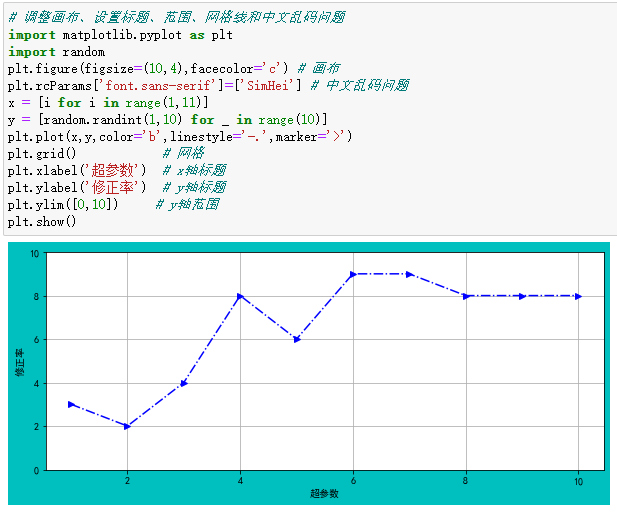 # 调整画布、设置标题、范围、网格线和中文乱码问题
import matplotlib.pyplot as plt
import random
plt.figure(figsize=(10,4),facecolor='c') # 画布
plt.rcParams['font.sans-serif']=['SimHei'] # 中文乱码问题
x = [i for i in range(1,11)]
y = [random.randint(1,10) for _ in range(10)]
plt.plot(x,y,color='b',linestyle='-.',marker='>')
plt.grid() # 网格
plt.xlabel('超参数') # x轴标题
plt.ylabel('修正率') # y轴标题
plt.ylim([0,10]) # y轴范围
plt.show()
10
8
6
4
2
0
修正率
2 4 6 8 10
超参数